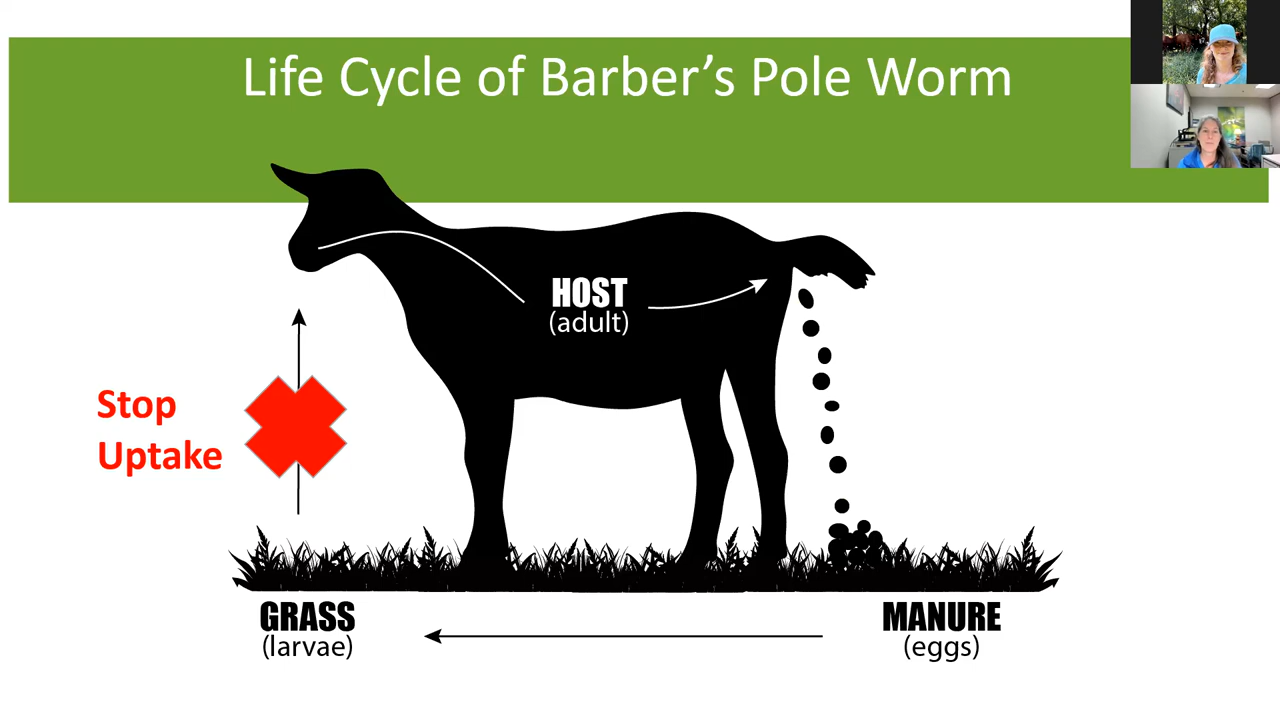 Life Cycle of Barber’s Pole Worm
HOST
(adult)
Stop
Uptake
GRASS
(larvae)
MANURE
(eggs)